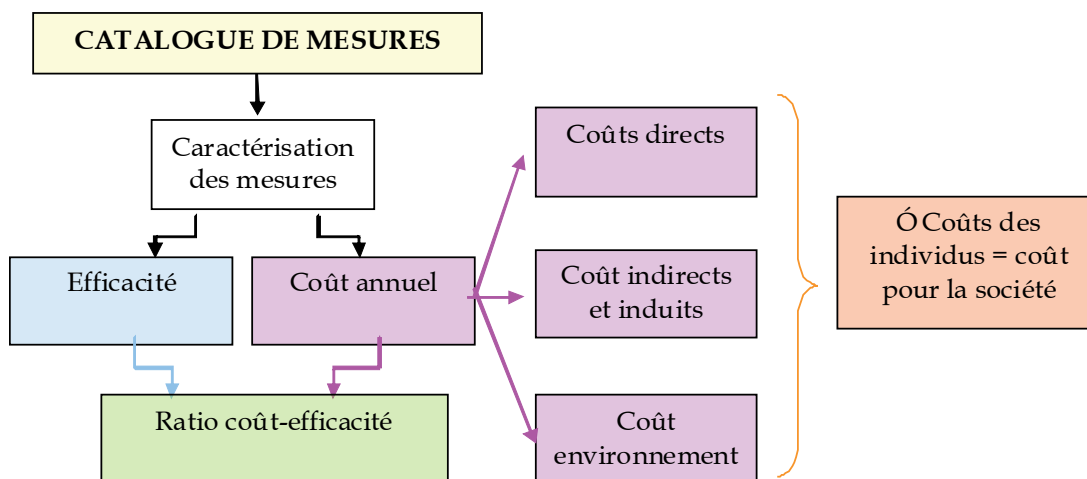 CATALOGUE DE MESURES
Caractérisation
des mesures
Efficacité
Coût annuel
Ratio coût-efficacité
Coûts directs
Coût indirects
et induits
Coût
environnement
Ó Coûts des
individus = coût
pour la société